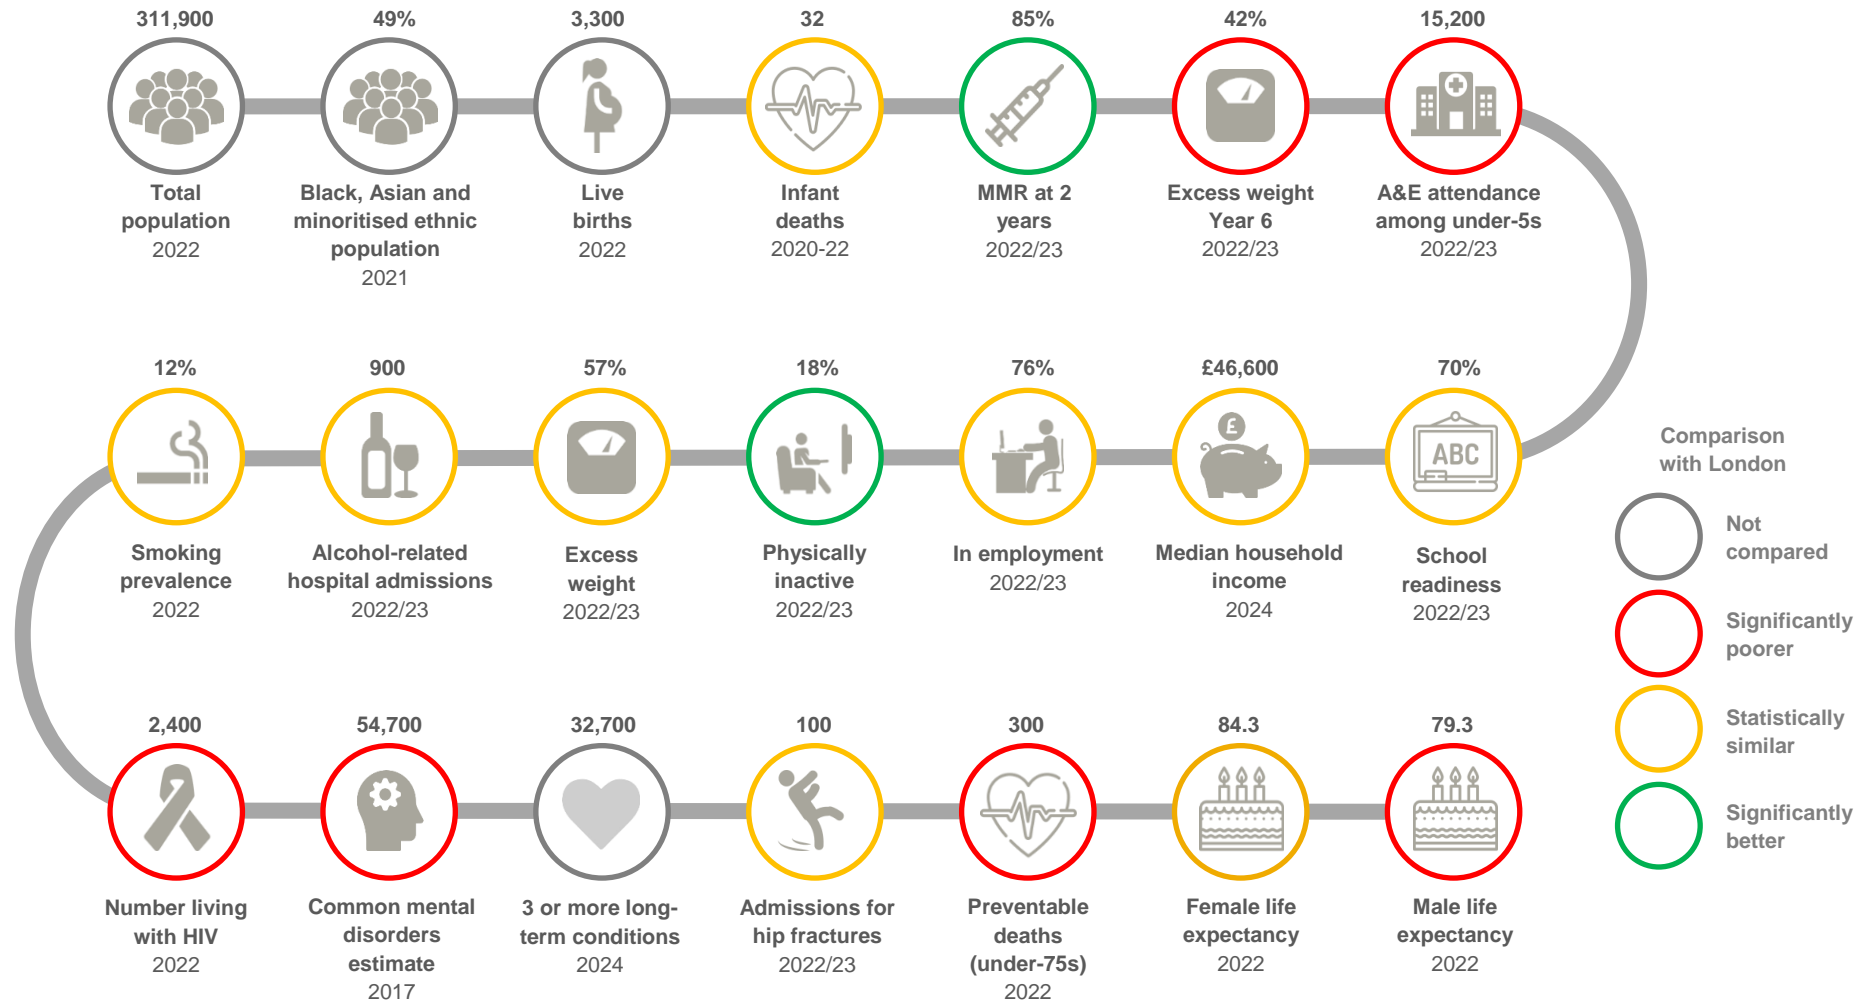 311,900
49%
3,300
32
85%
42%
15,200
Total
population
2022
Black, Asian and
minoritised ethnic
population
2021
Live
births
2022
Infant
deaths
2020-22
MMR at 2
years
2022/23
Excess weight
Year 6
2022/23
A&E attendance
among under-5s
2022/23
12%
900
57%
18%
76%
£46,600
70%
£
ABC
Smoking
prevalence
2022
Alcohol-related
hospital admissions
2022/23
Excess
weight
2022/23
Physically
inactive
2022/23
In employment
2022/23
Median household
income
2024
School
readiness
2022/23
2,400
54,700
32,700
100
300
84.3
79.3
Number living
with HIV
2022
Common mental
disorders
estimate
2017
3 or more long-
term conditions
2024
Admissions for
hip fractures
2022/23
Preventable
deaths
(under-75s)
2022
Female life
expectancy
2022
Male life
expectancy
2022
Comparison
with London
Not
compared
Significantly
poorer
Statistically
similar
Significantly
better